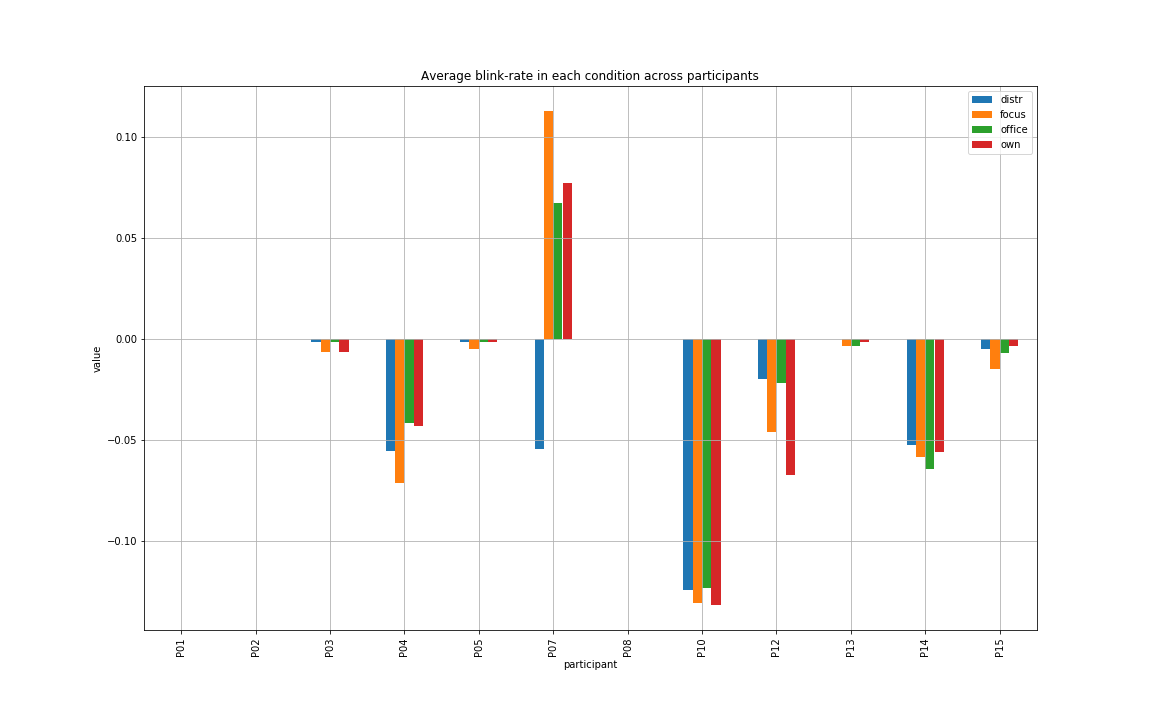 Average blink-rate in each condition across participants
distr
focus
office
own
0.10
0.05
0.00
−0.05
−0.10
value
P01 P02 P03 P04 P05 P07 P08 P10 P12 P13 P14 P15
participant